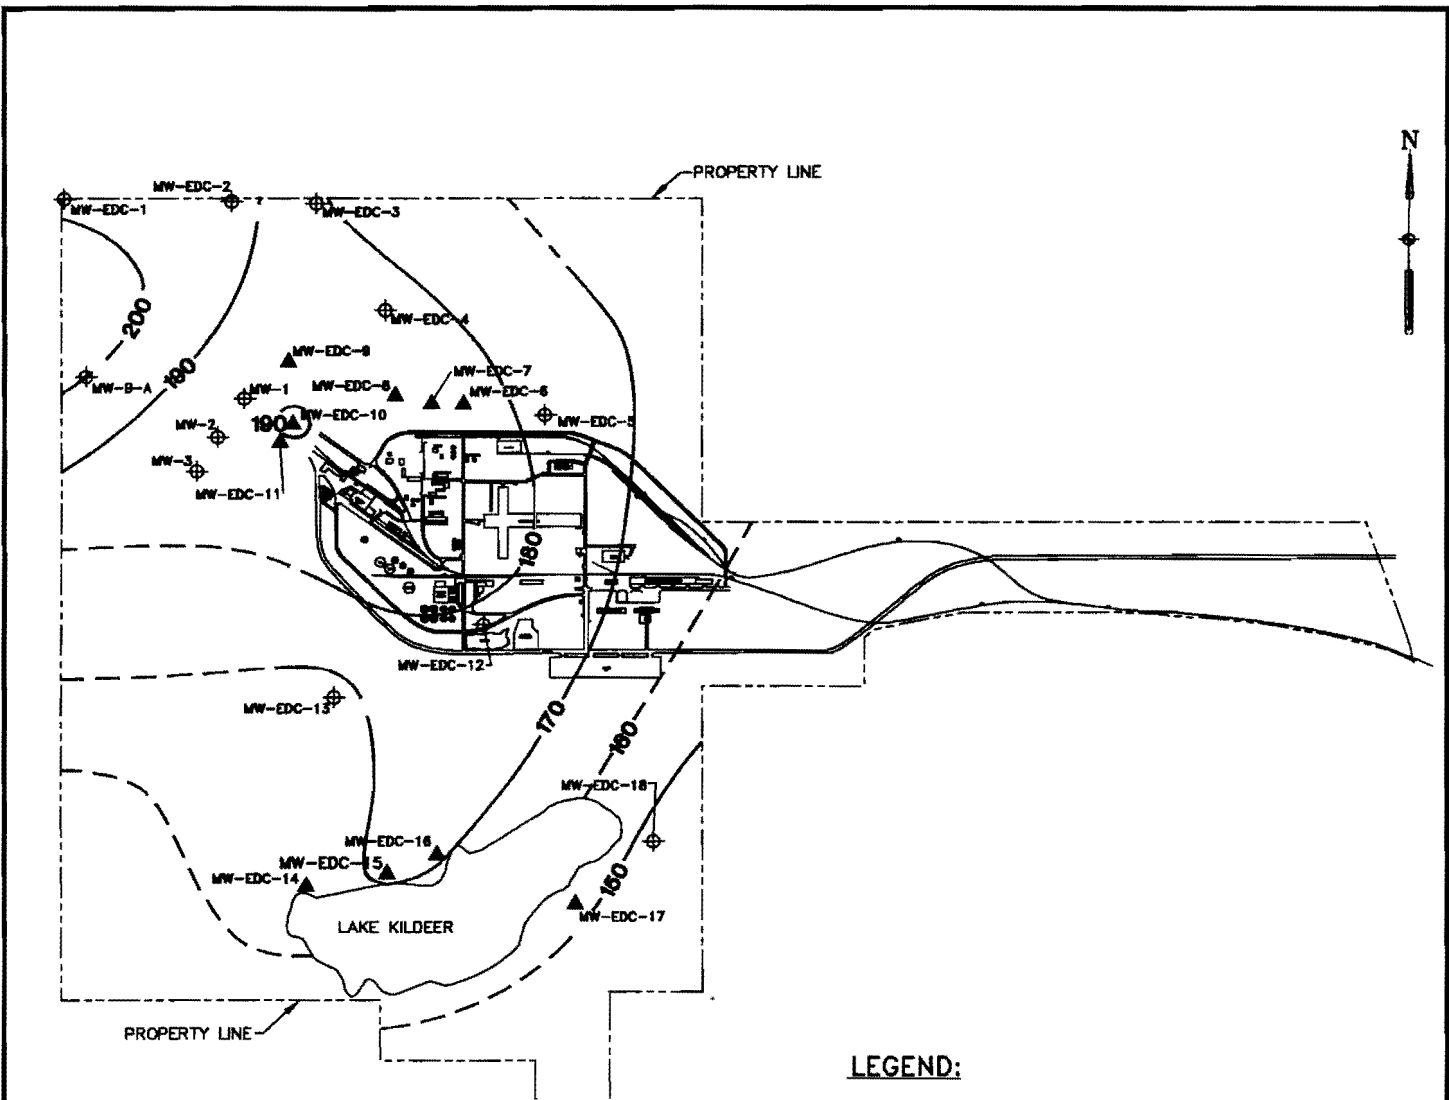 N
PROPERTY LINE
MW-EDC-2
MW-EDC-1
MW-EDC-3
200
MW-EDC-4
190
MW-EDC-9
MW-EDC-7
MW-B-A
MW-1
MW-EDC-8
MW-EDC-6
190
MW-EDC-10
MW-EDC-5
MW-2
MW-3
MW-EDC-11
180
MW-EDC-12
MW-EDC-13
170
160
MW-EDC-18
MW-EDC-16
MW-EDC-15
MW-EDC-14
150
MW-EDC-17
LAKE KILDEER
PROPERTY LINE
LEGEND: